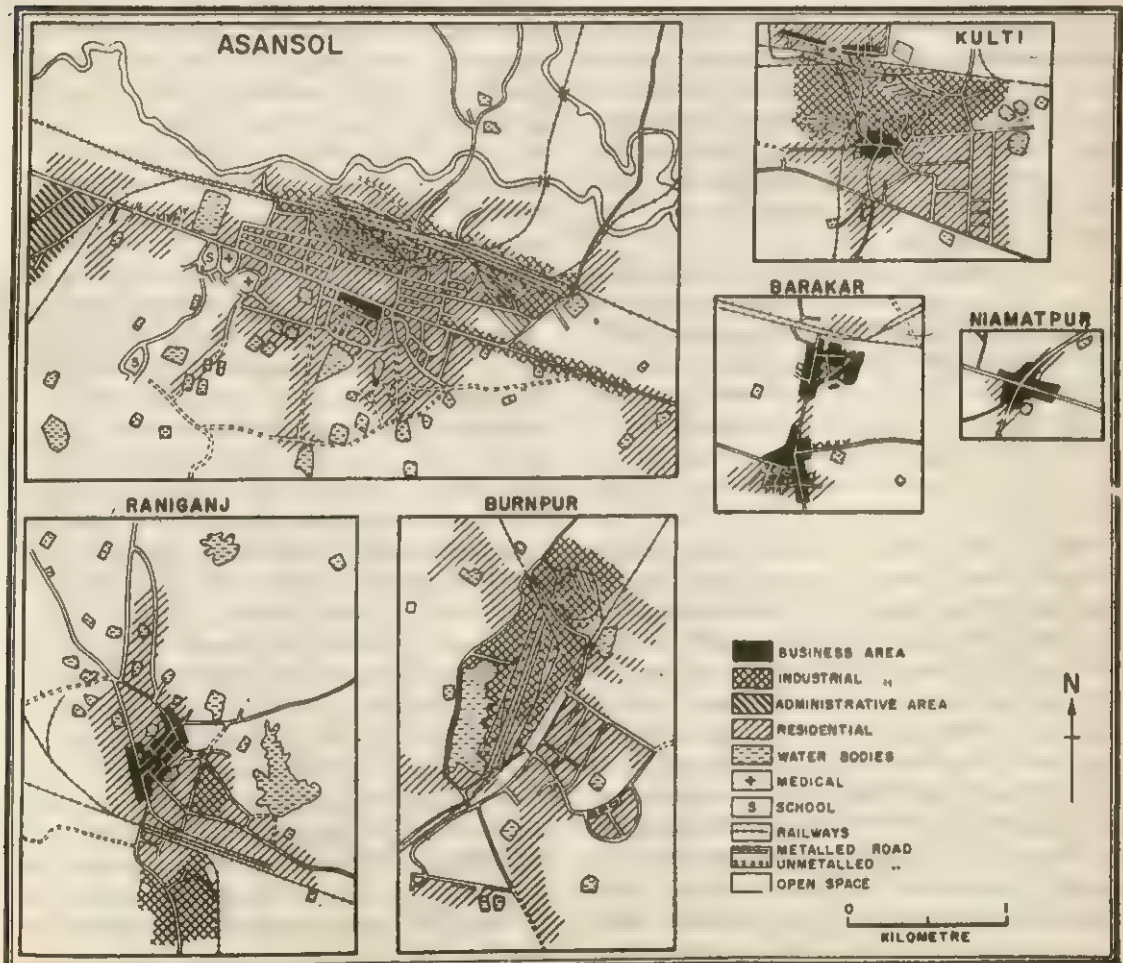 ASANSOL
KULTI
BARAKAR
NIAMATPUR
S
+
+
S
RANIGANJ
BURNPUR
BUSINESS AREA
INDUSTRIAL "
ADMINISTRATIVE AREA
RESIDENTIAL
WATER BODIES
+ MEDICAL
S SCHOOL
RAILWAYS
METALLED ROAD
UNMETALLED "
OPEN SPACE
N
0 1
KILOMETRE